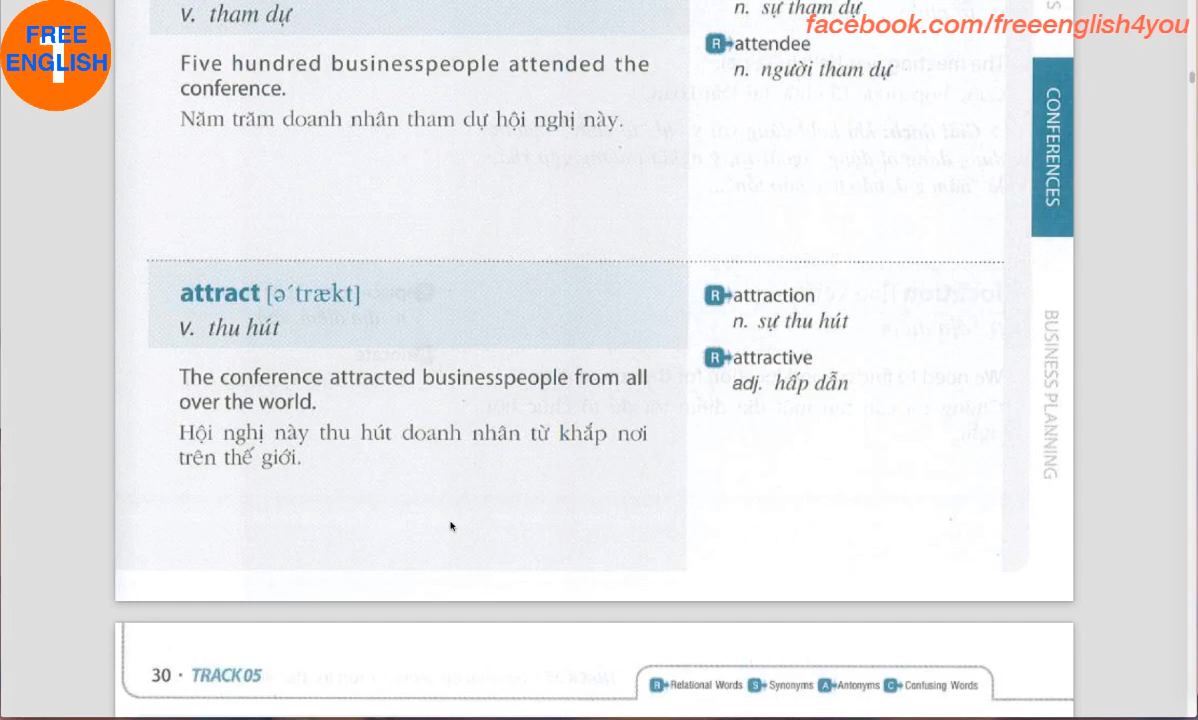 FREE
1
ENGLISH
facebook.com/freeenglish4you
v. tham dự
Five hundred businesspeople attended the
conference.
Năm trăm doanh nhân tham dự hội nghị này.
n. sự tham dự
R attendee
n. người tham dự
S
CONFERENCES
BUSINESS PLANNING
attract [ə´trækt]
v. thu hút
The conference attracted businesspeople from all
over the world.
Hội nghị này thu hút doanh nhân từ khắp nơi
trên thế giới.
R attraction
n. sự thu hút
R attractive
adj. hấp dẫn
30 · TRACK 05
R Relational Words S Synonyms A Antonyms C Confusing Words